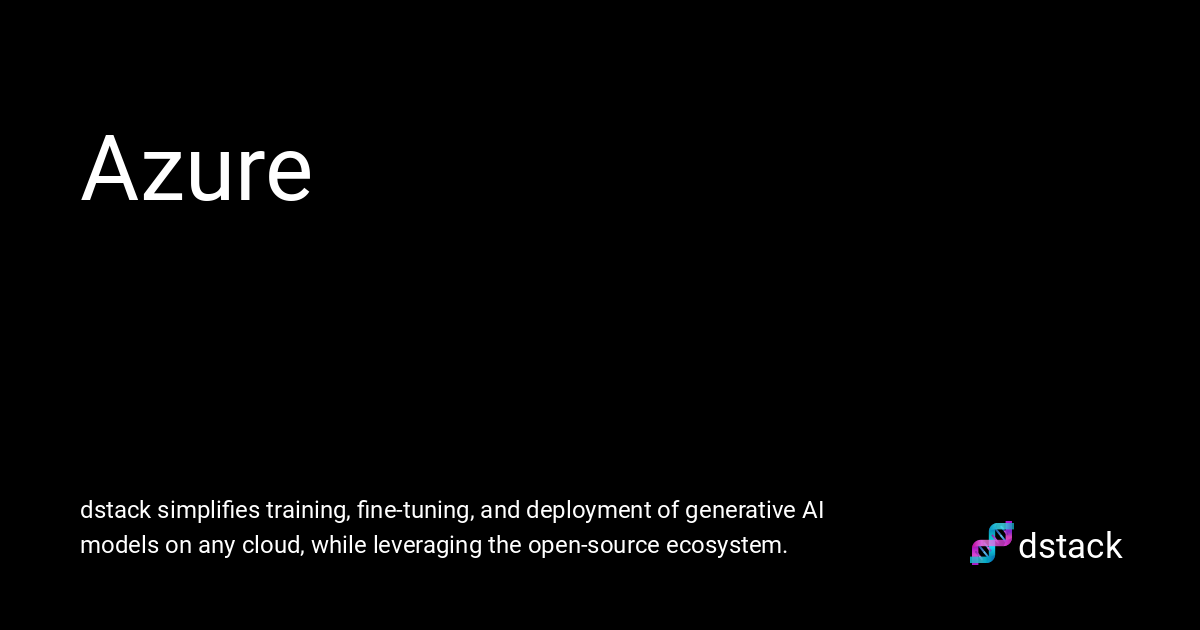 Azure
dstack simplifies training, fine-tuning, and deployment of generative AI
models on any cloud, while leveraging the open-source ecosystem.
dstack